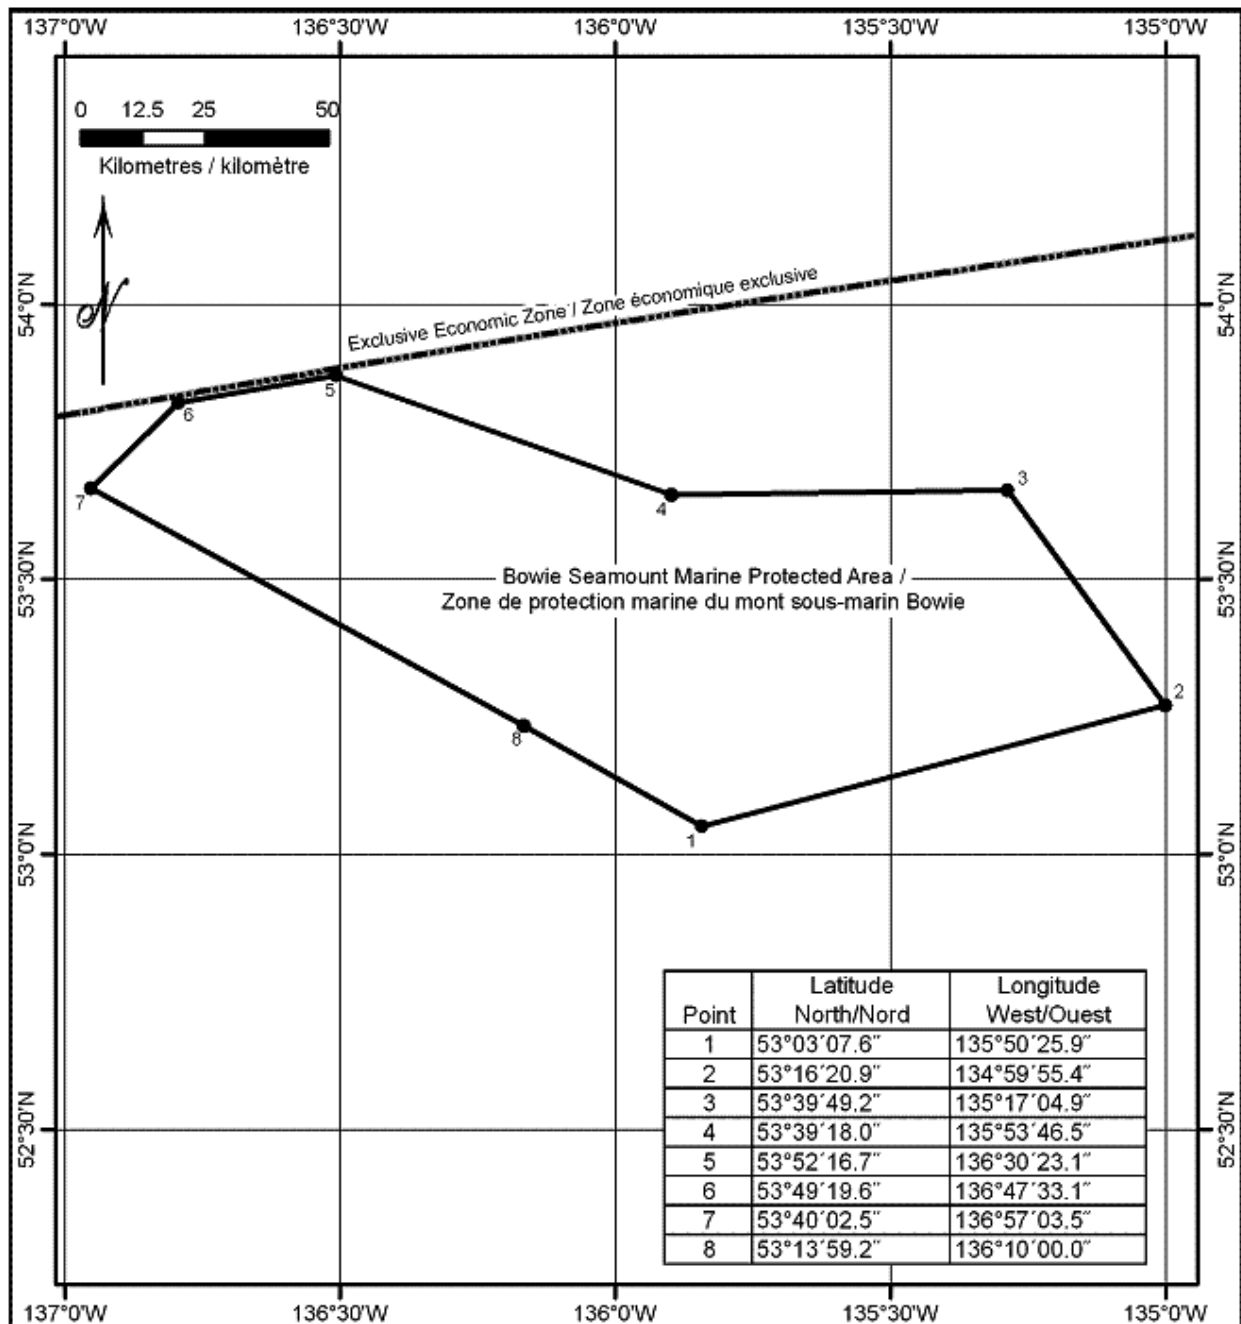 137°0'W 136°30'W 136°0'W 135°30'W 135°0'W
0 12.5 25 50
Kilometres / kilomètre
N
Exclusive Economic Zone / Zone économique exclusive
54°0'N 54°0'N
5
6
7
4
3
53°30'N 53°30'N
Bowie Seamount Marine Protected Area /
Zone de protection marine du mont sous-marin Bowie
2
8
1
53°0'N 53°0'N
52°30'N 52°30'N
Point Latitude North/Nord Longitude West/Ouest
1 53°03´07.6˝ 135°50´25.9˝
2 53°16´20.9˝ 134°59´55.4˝
3 53°39´49.2˝ 135°17´04.9˝
4 53°39´18.0˝ 135°53´46.5˝
5 53°52´16.7˝ 136°30´23.1˝
6 53°49´19.6˝ 136°47´33.1˝
7 53°40´02.5˝ 136°57´03.5˝
8 53°13´59.2˝ 136°10´00.0˝
137°0'W 136°30'W 136°0'W 135°30'W 135°0'W